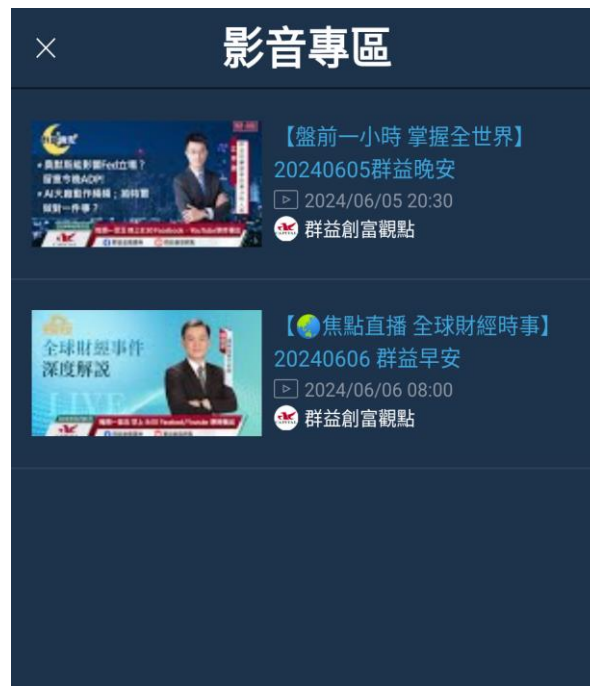 影音專區
【盤前一小時 掌握全世界】
20240605群益晚安
2024/06/05 20:30
群益創富觀點
全球財經事件
深度解說
LIVE
【🌏焦點直播 全球財經時事】
20240606 群益早安
2024/06/06 08:00
群益創富觀點